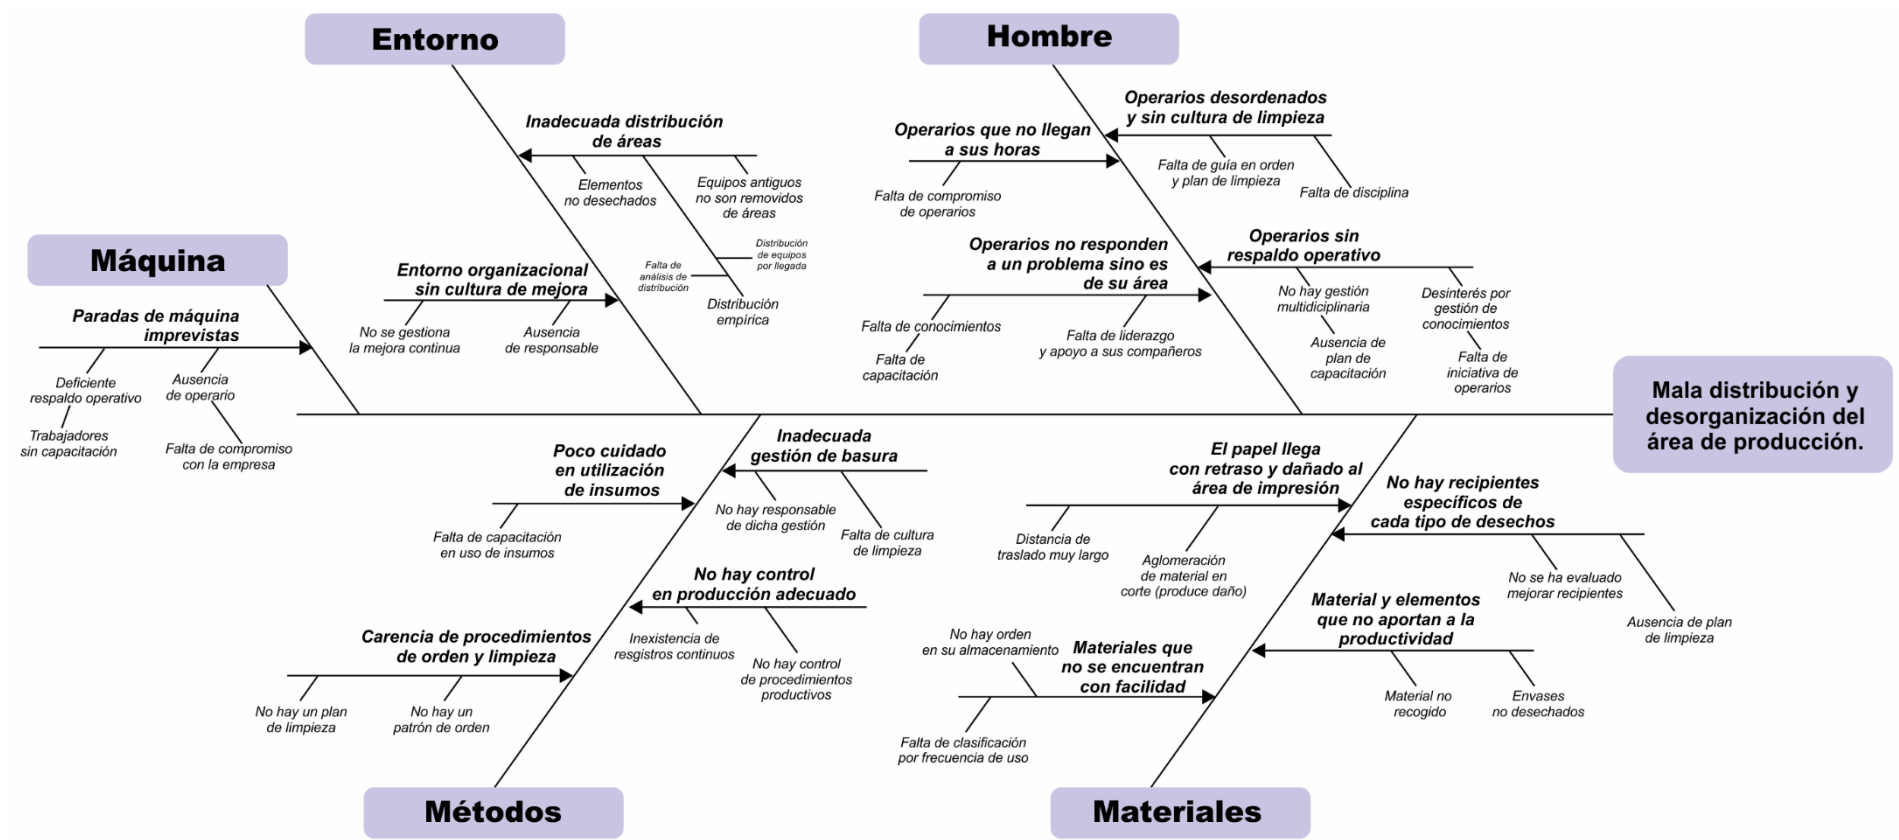 Entorno
Inadecuada distribución
de áreas
Elementos
no desechados
Equipos antiguos
no son removidos
de áreas
Distribución
de equipos
por llegada
Falta de
análisis de
distribución
Distribución
empírica
Entorno organizacional
sin cultura de mejora
No se gestiona
la mejora continua
Ausencia
de responsable
Hombre
Operarios desordenados
y sin cultura de limpieza
Falta de guía en orden
y plan de limpieza
Falta de disciplina
Operarios que no llegan
a sus horas
Falta de compromiso
de operarios
Operarios sin
respaldo operativo
No hay gestión
multidiciplinaria
Ausencia de
plan de
capacitación
Desinterés por
gestión de
conocimientos
Falta de
iniciativa de
operarios
Operarios no responden
a un problema sino es
de su área
Falta de conocimientos
Falta de
capacitación
Falta de liderazgo
y apoyo a sus compañeros
Máquina
Paradas de máquina
imprevistas
Deficiente
respaldo operativo
Trabajadores
sin capacitación
Ausencia
de operario
Falta de compromiso
con la empresa
Mala distribución y
desorganización del
área de producción.
Inadecuada
gestión de basura
No hay responsable
de dicha gestión
Falta de cultura
de limpieza
Poco cuidado
en utilización
de insumos
Falta de capacitación
en uso de insumos
No hay control
en producción adecuado
Inexistencia de
resgistros continuos
No hay control
de procedimientos
productivos
Carencia de procedimientos
de orden y limpieza
No hay un plan
de limpieza
No hay un
patrón de orden
Métodos
El papel llega
con retraso y dañado al
área de impresión
Distancia de
traslado muy largo
Aglomeración
de material en
corte (produce daño)
No hay recipientes
específicos de
cada tipo de desechos
No se ha evaluado
mejorar recipientes
Ausencia de plan
de limpieza
Material y elementos
que no aportan a la
productividad
Material no
recogido
Envases
no desechados
Materiales que
no se encuentran
con facilidad
No hay orden
en su almacenamiento
Falta de clasificación
por frecuencia de uso
Materiales